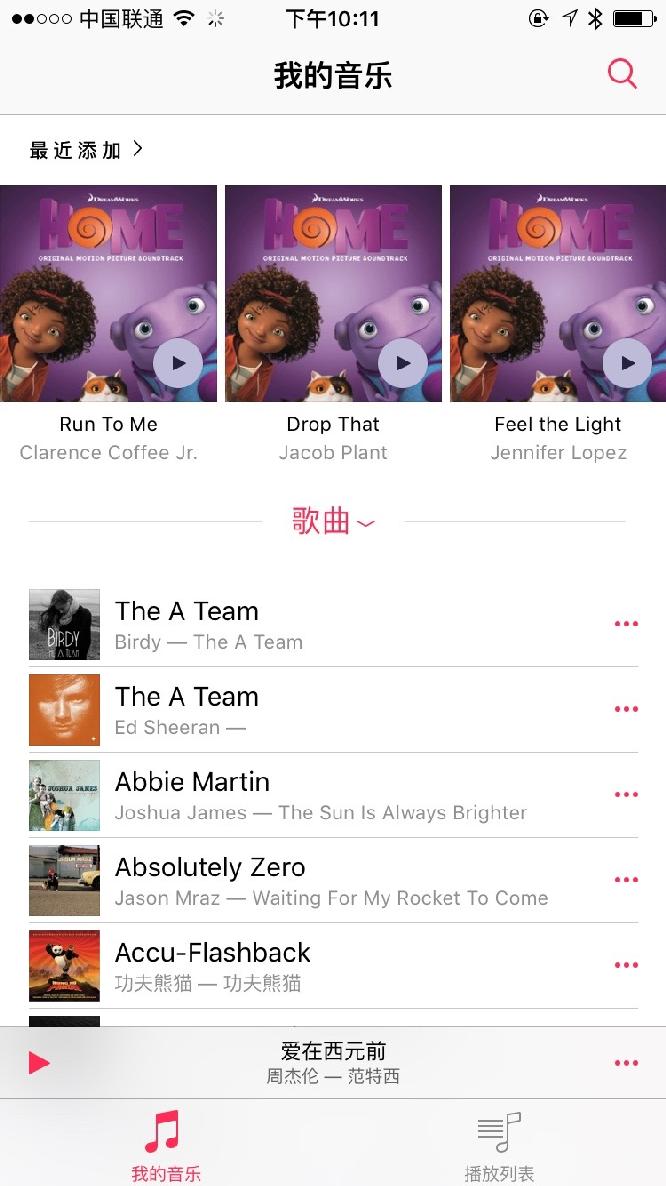 中国联通 下午10:11
我的音乐
最近添加
DREAMWORKS DREAMWORKS DREAMWORKS
HOME HOME HOME
ORIGINAL MOTION PICTURE SOUNDTRACK ORIGINAL MOTION PICTURE SOUNDTRACK ORIGINAL MOTION PICTURE SOUNDTRACK
Run To Me Drop That Feel the Light
Clarence Coffee Jr. Jacob Plant Jennifer Lopez
歌曲
The A Team
Birdy — The A Team
BIRDY
THE A TEAM
The A Team
Ed Sheeran —
Abbie Martin
Joshua James — The Sun Is Always Brighter
JOSHUA JAMES
Absolutely Zero
Jason Mraz — Waiting For My Rocket To Come
Accu-Flashback
功夫熊猫 — 功夫熊猫
KUNG FU
PANDA
爱在西元前
周杰伦 — 范特西
我的音乐 播放列表